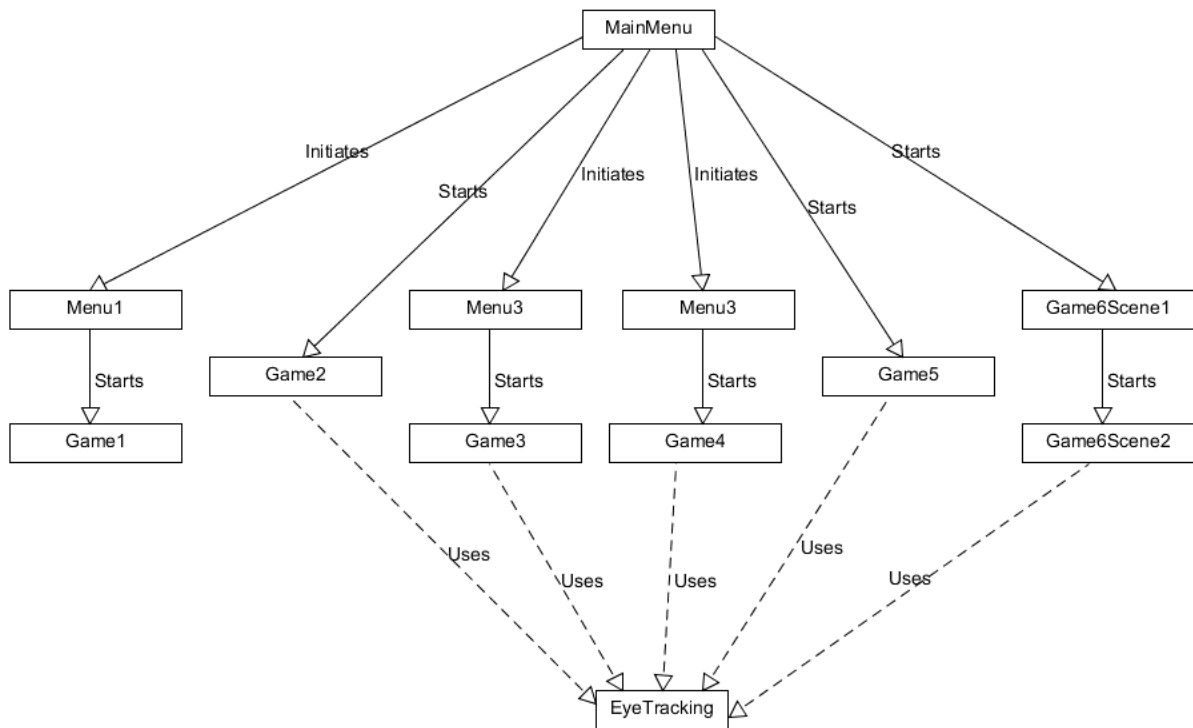 MainMenu
Initiates
Starts
Initiates
Initiates
Starts
Starts
Menu1
Menu3
Menu3
Game6Scene1
Game2
Game5
Starts
Starts
Starts
Starts
Game1
Game3
Game4
Game6Scene2
Uses
Uses
Uses
Uses
Uses
EyeTracking